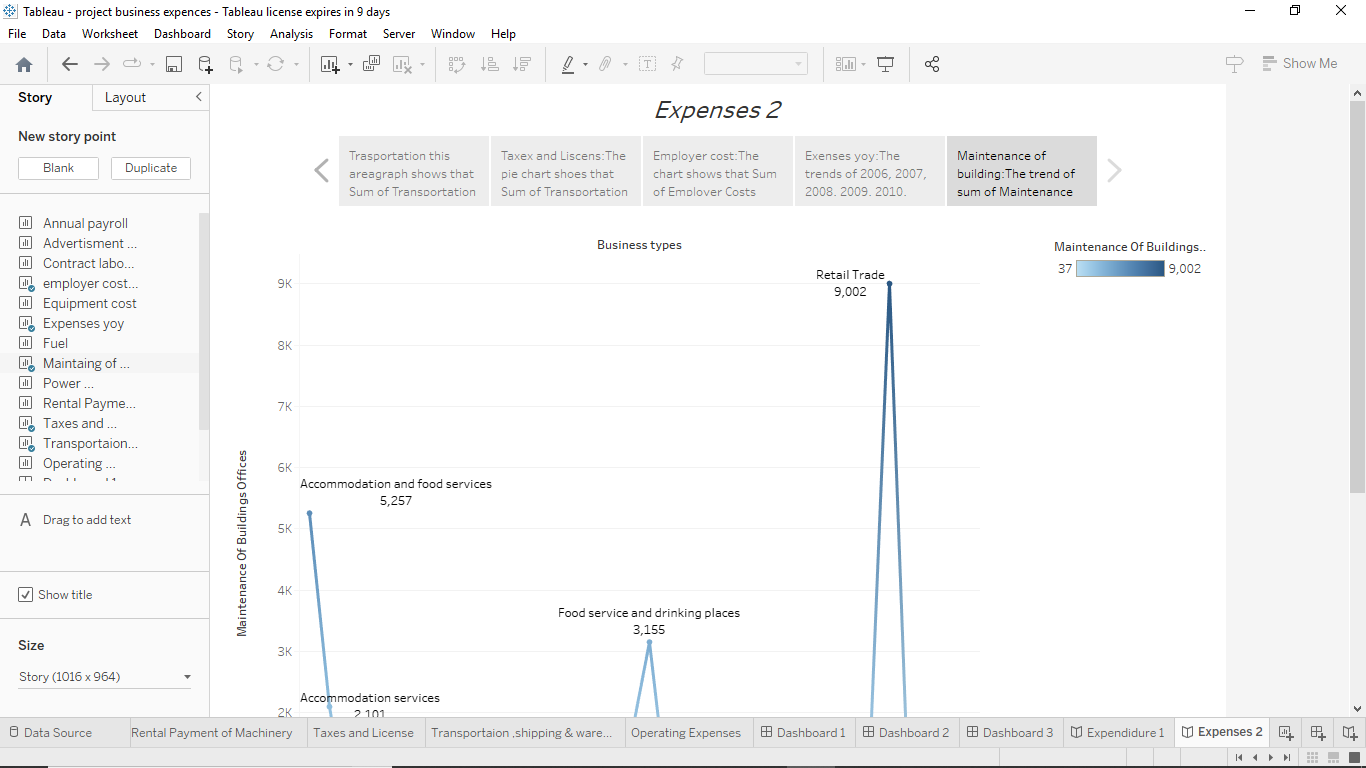 Tableau - project business expences - Tableau license expires in 9 days
File Data Worksheet Dashboard Story Analysis Format Server Window Help
Show Me
Story Layout
New story point
Blank Duplicate
Annual payroll
Advertisment ...
Contract labo...
employer cost...
Equipment cost
Expenses yoy
Fuel
Maintaing of ...
Power ...
Rental Payme...
Taxes and ...
Transportaion...
Operating ...
Drag to add text
Show title
Size
Story (1016 x 964)
Expenses 2
Trasportation this
areagraph shows that
Sum of Transportation
Taxex and Liscens:The
pie chart shoes that
Sum of Transportation
Employer cost:The
chart shows that Sum
of Employer Costs
Exenses yoy:The
trends of 2006, 2007,
2008, 2009, 2010,
Maintenance of
building:The trend of
sum of Maintenance
Business types
Maintenance Of Buildings..
37 9,002
Maintenance Of Buildings Offices
9K
8K
7K
6K
5K
4K
3K
2K
Retail Trade
9,002
Accommodation and food services
5,257
Food service and drinking places
3,155
Accommodation services
2,101
Data Source Rental Payment of Machinery Taxes and License Transportaion ,shipping & ware... Operating Expenses Dashboard 1 Dashboard 2 Dashboard 3 Expendidure 1 Expenses 2